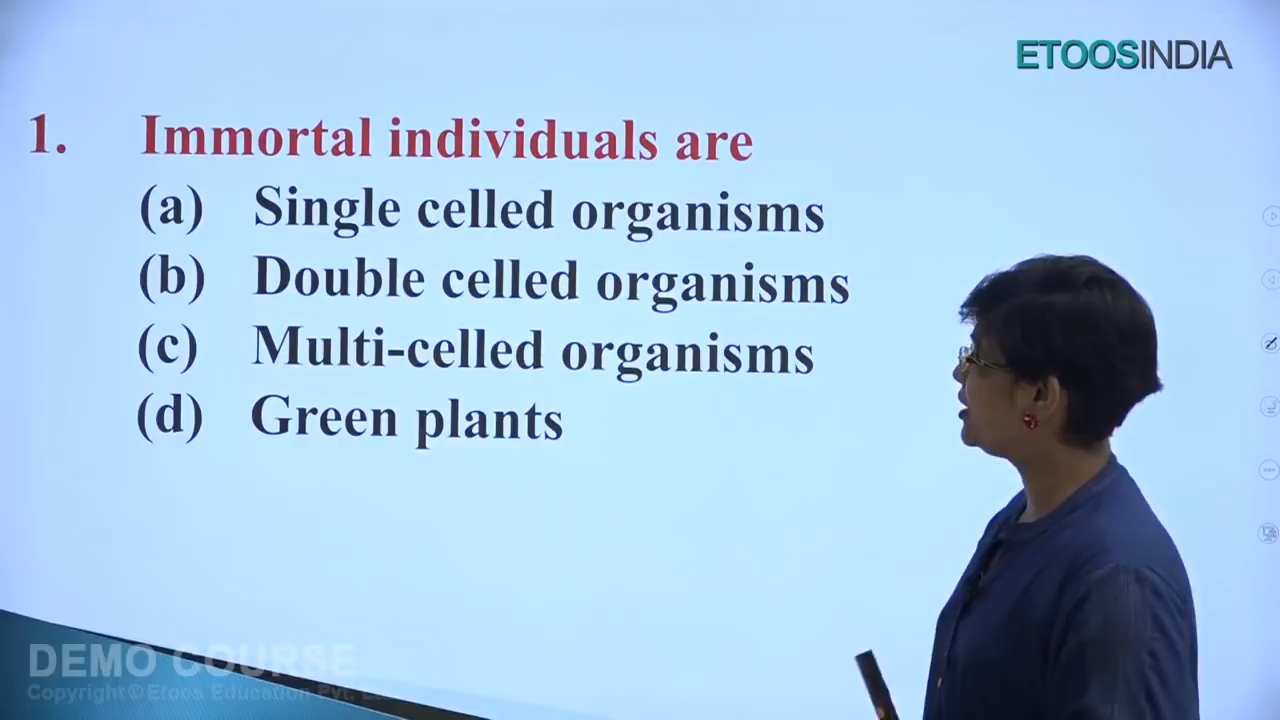 ETOOSINDIA
1. Immortal individuals are
(a) Single celled organisms
(b) Double celled organisms
(c) Multi-celled organisms
(d) Green plants
DEMO COURSE
Copyright © Etoos Education Pvt.